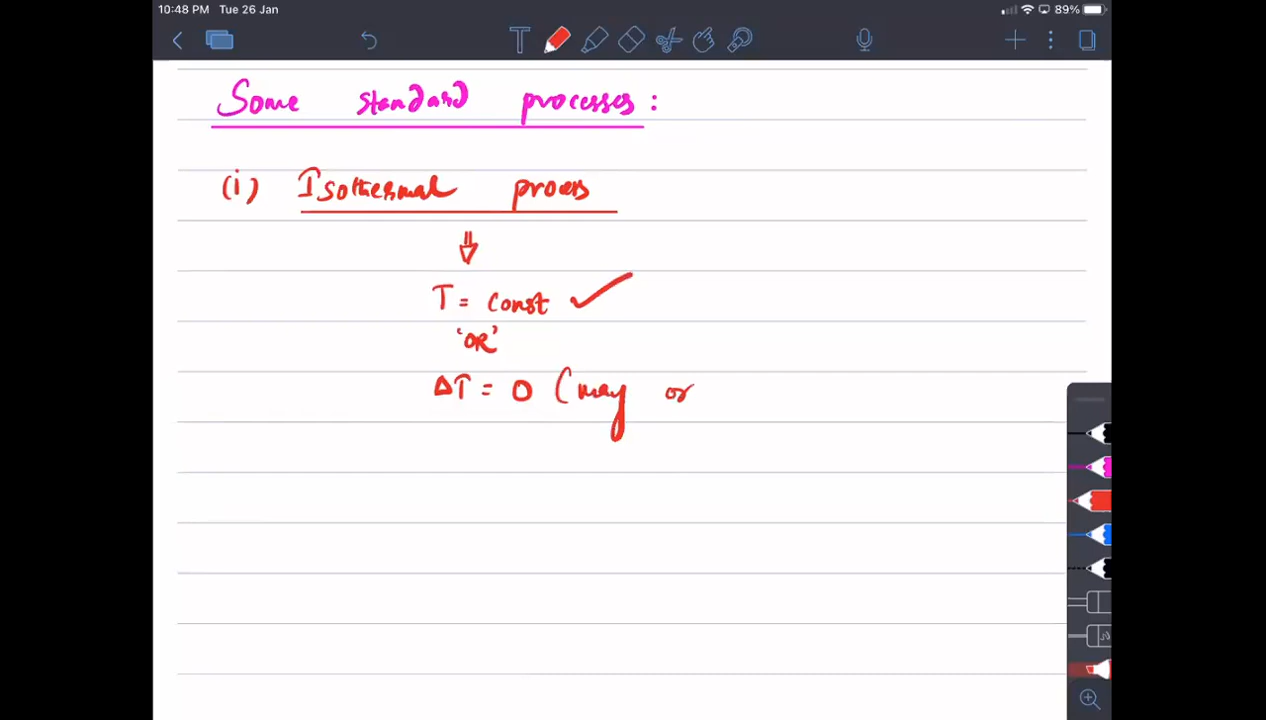 10:48 PM Tue 26 Jan 89%
T
Some standard processes:
(i) Isothermal process
T = const ✓
'OR'
ΔT = 0 (may or